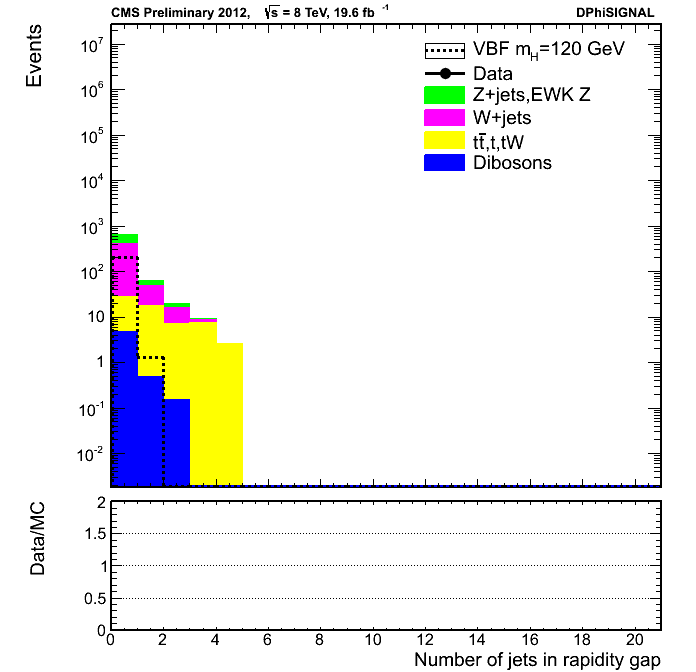 CMS Preliminary 2012, √s = 8 TeV, 19.6 fb⁻¹ DPhiSIGNAL
Events
10⁷
10⁶
10⁵
10⁴
10³
10²
10
1
10⁻¹
10⁻²
VBF m_H=120 GeV
Data
Z+jets,EWK Z
W+jets
tt̄,t,tW
Dibosons
Data/MC
2
1.5
1
0.5
0
0 2 4 6 8 10 12 14 16 18 20
Number of jets in rapidity gap